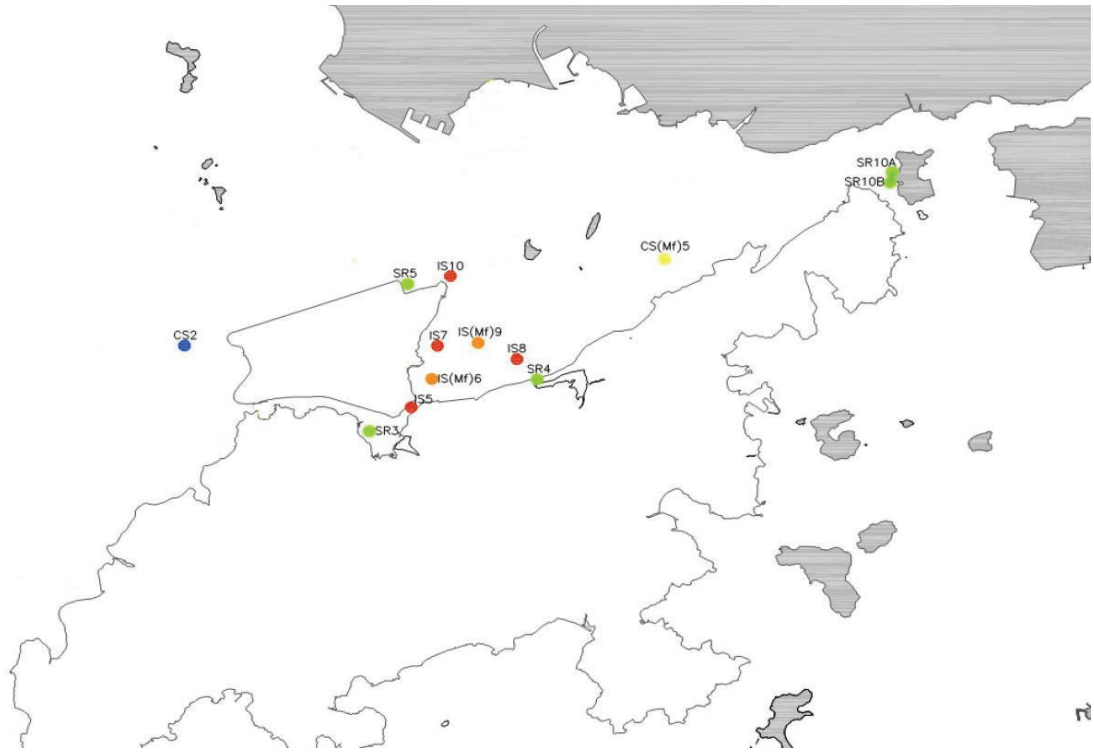 SR10A
SR10B
CS(Mf)5
IS10
SR5
CS2
IS7
IS(Mf)9
IS8
SR4
IS(Mf)6
IS5
SR3